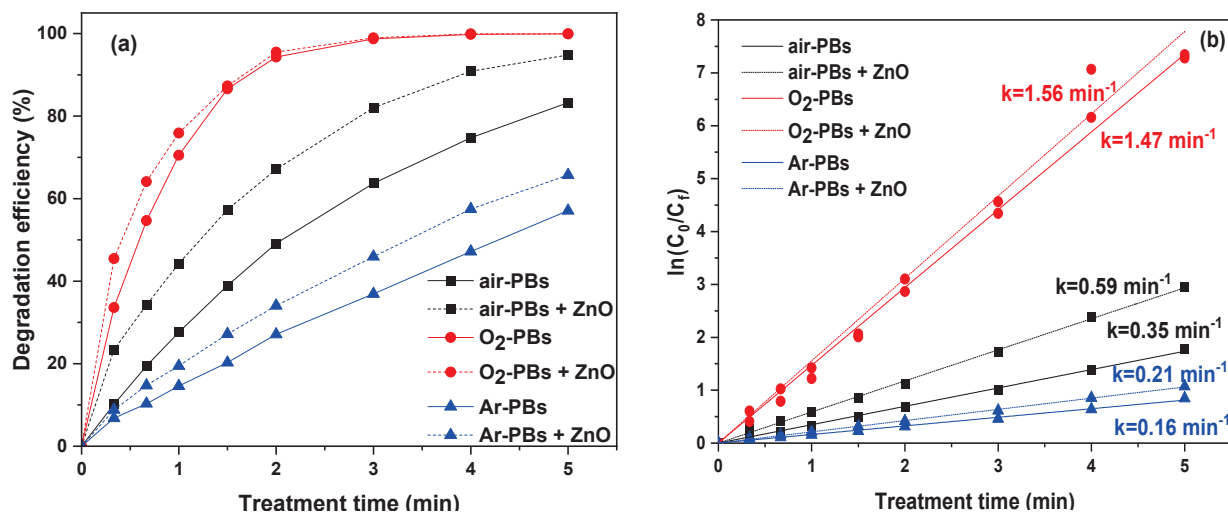 (a)
100
80
60
40
20
0
Degradation efficiency (%)
air-PBs
air-PBs + ZnO
O₂-PBs
O₂-PBs + ZnO
Ar-PBs
Ar-PBs + ZnO
0 1 2 3 4 5
Treatment time (min)
(b)
8
7
6
5
4
3
2
1
0
ln(C₀/Cf)
air-PBs
air-PBs + ZnO
O₂-PBs
O₂-PBs + ZnO
Ar-PBs
Ar-PBs + ZnO
k=1.56 min⁻¹
k=1.47 min⁻¹
k=0.59 min⁻¹
k=0.35 min⁻¹
k=0.21 min⁻¹
k=0.16 min⁻¹
0 1 2 3 4 5
Treatment time (min)